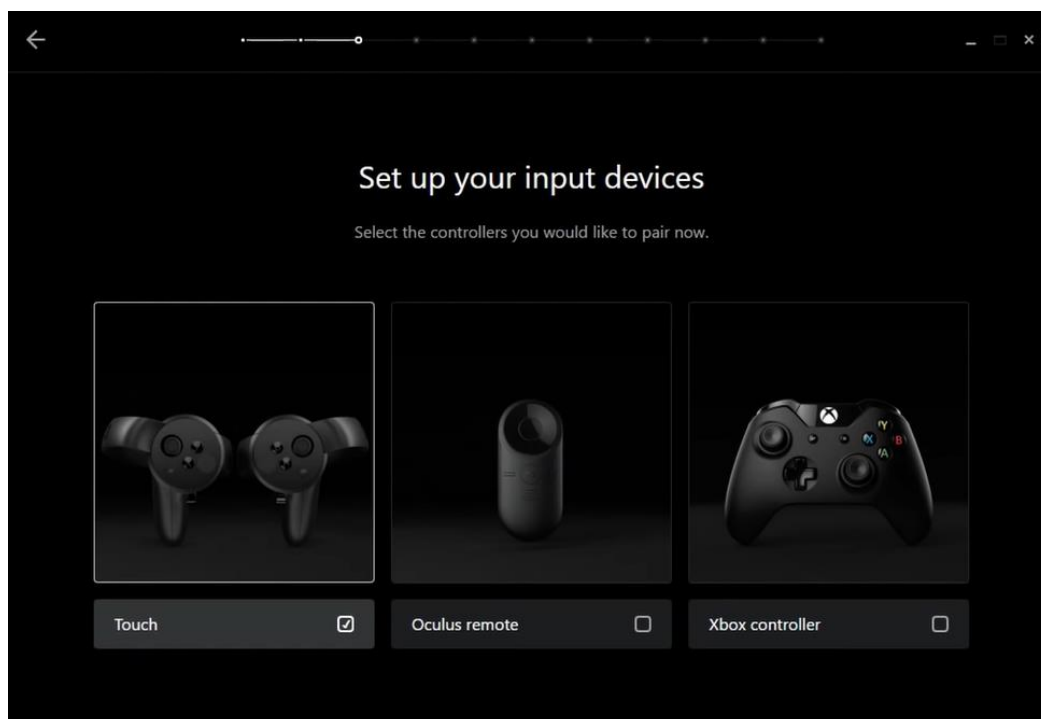 Set up your input devices
Select the controllers you would like to pair now.
Y
X B
A
Touch
Oculus remote
Xbox controller